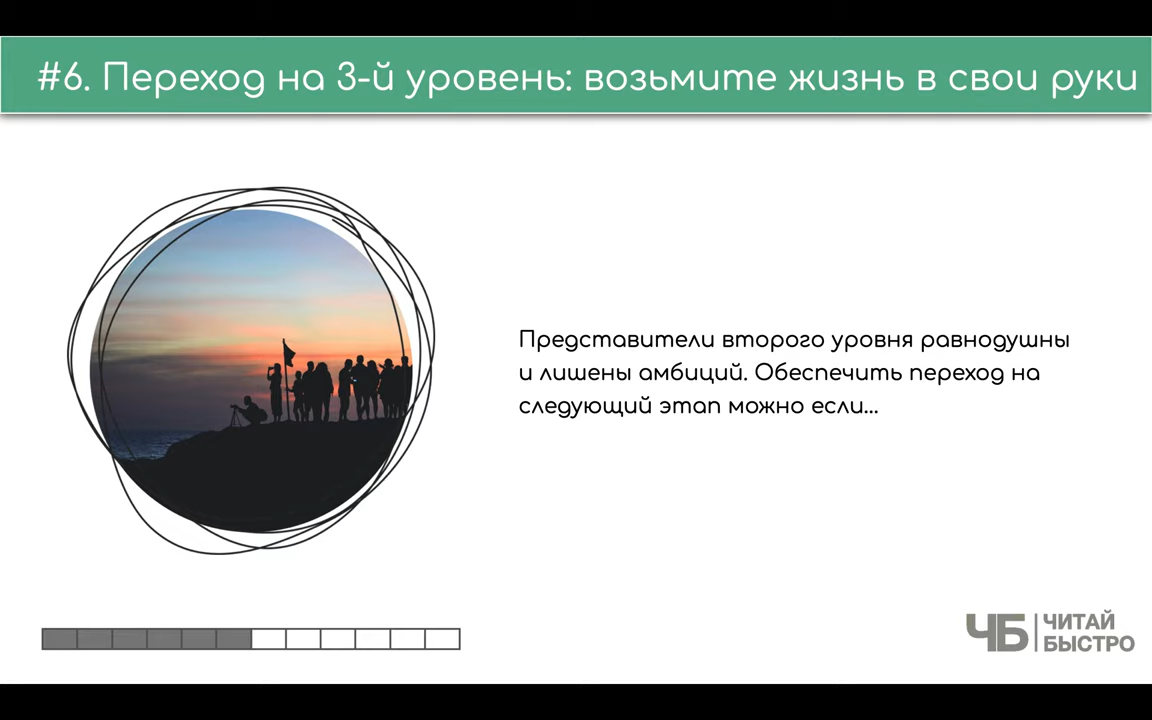 #6. Переход на 3-й уровень: возьмите жизнь в свои руки
Представители второго уровня равнодушны
и лишены амбиций. Обеспечить переход на
следующий этап можно если...
ЧБ ЧИТАЙ
БЫСТРО